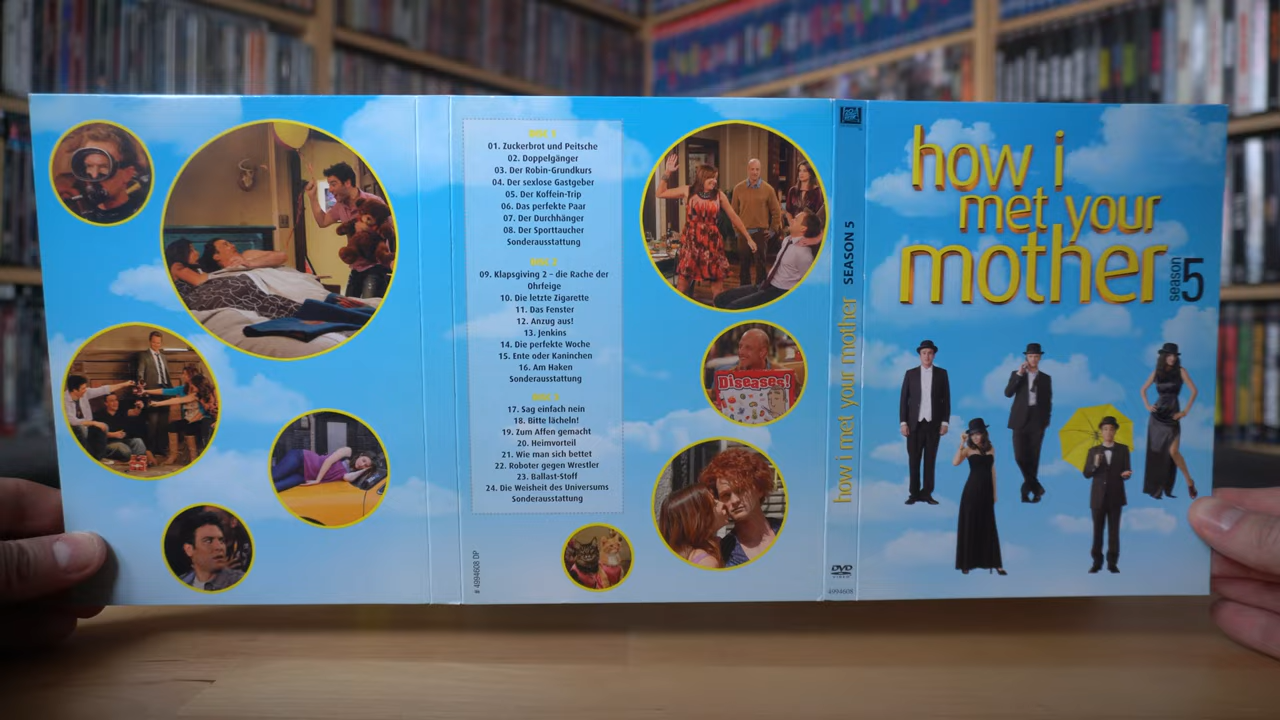 DISC 1
01. Zuckerbrot und Peitsche
02. Doppelgänger
03. Der Robin-Grundkurs
04. Der sexlose Gastgeber
05. Der Koffein-Trip
06. Das perfekte Paar
07. Der Durchhänger
08. Der Sporttaucher
Sonderausstattung
DISC 2
09. Klapsgiving 2 – die Rache der
Ohrfeige
10. Die letzte Zigarette
11. Das Fenster
12. Anzug aus!
13. Jenkins
14. Die perfekte Woche
15. Ente oder Kaninchen
16. Am Haken
Sonderausstattung
DISC 3
17. Sag einfach nein
18. Bitte lächeln!
19. Zum Affen gemacht
20. Heimvorteil
21. Wie man sich bettet
22. Roboter gegen Wrestler
23. Ballast-Stoff
24. Die Weisheit des Universums
Sonderausstattung
# 4994608 DP
Diseases!
how i met your mother SEASON 5
DVD
VIDEO
4994608
how i
met your
mother
season 5